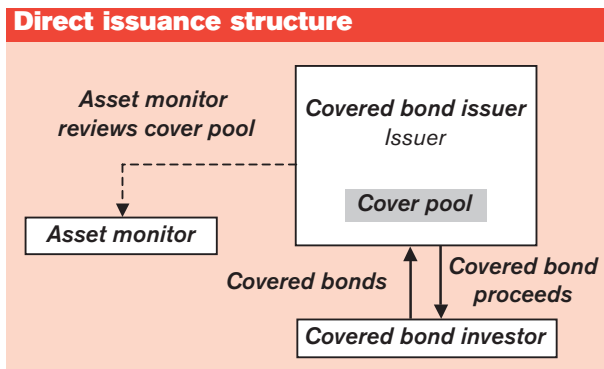 Direct issuance structure
Asset monitor
reviews cover pool
Covered bond issuer
Issuer
Cover pool
Asset monitor
Covered bonds
Covered bond
proceeds
Covered bond investor